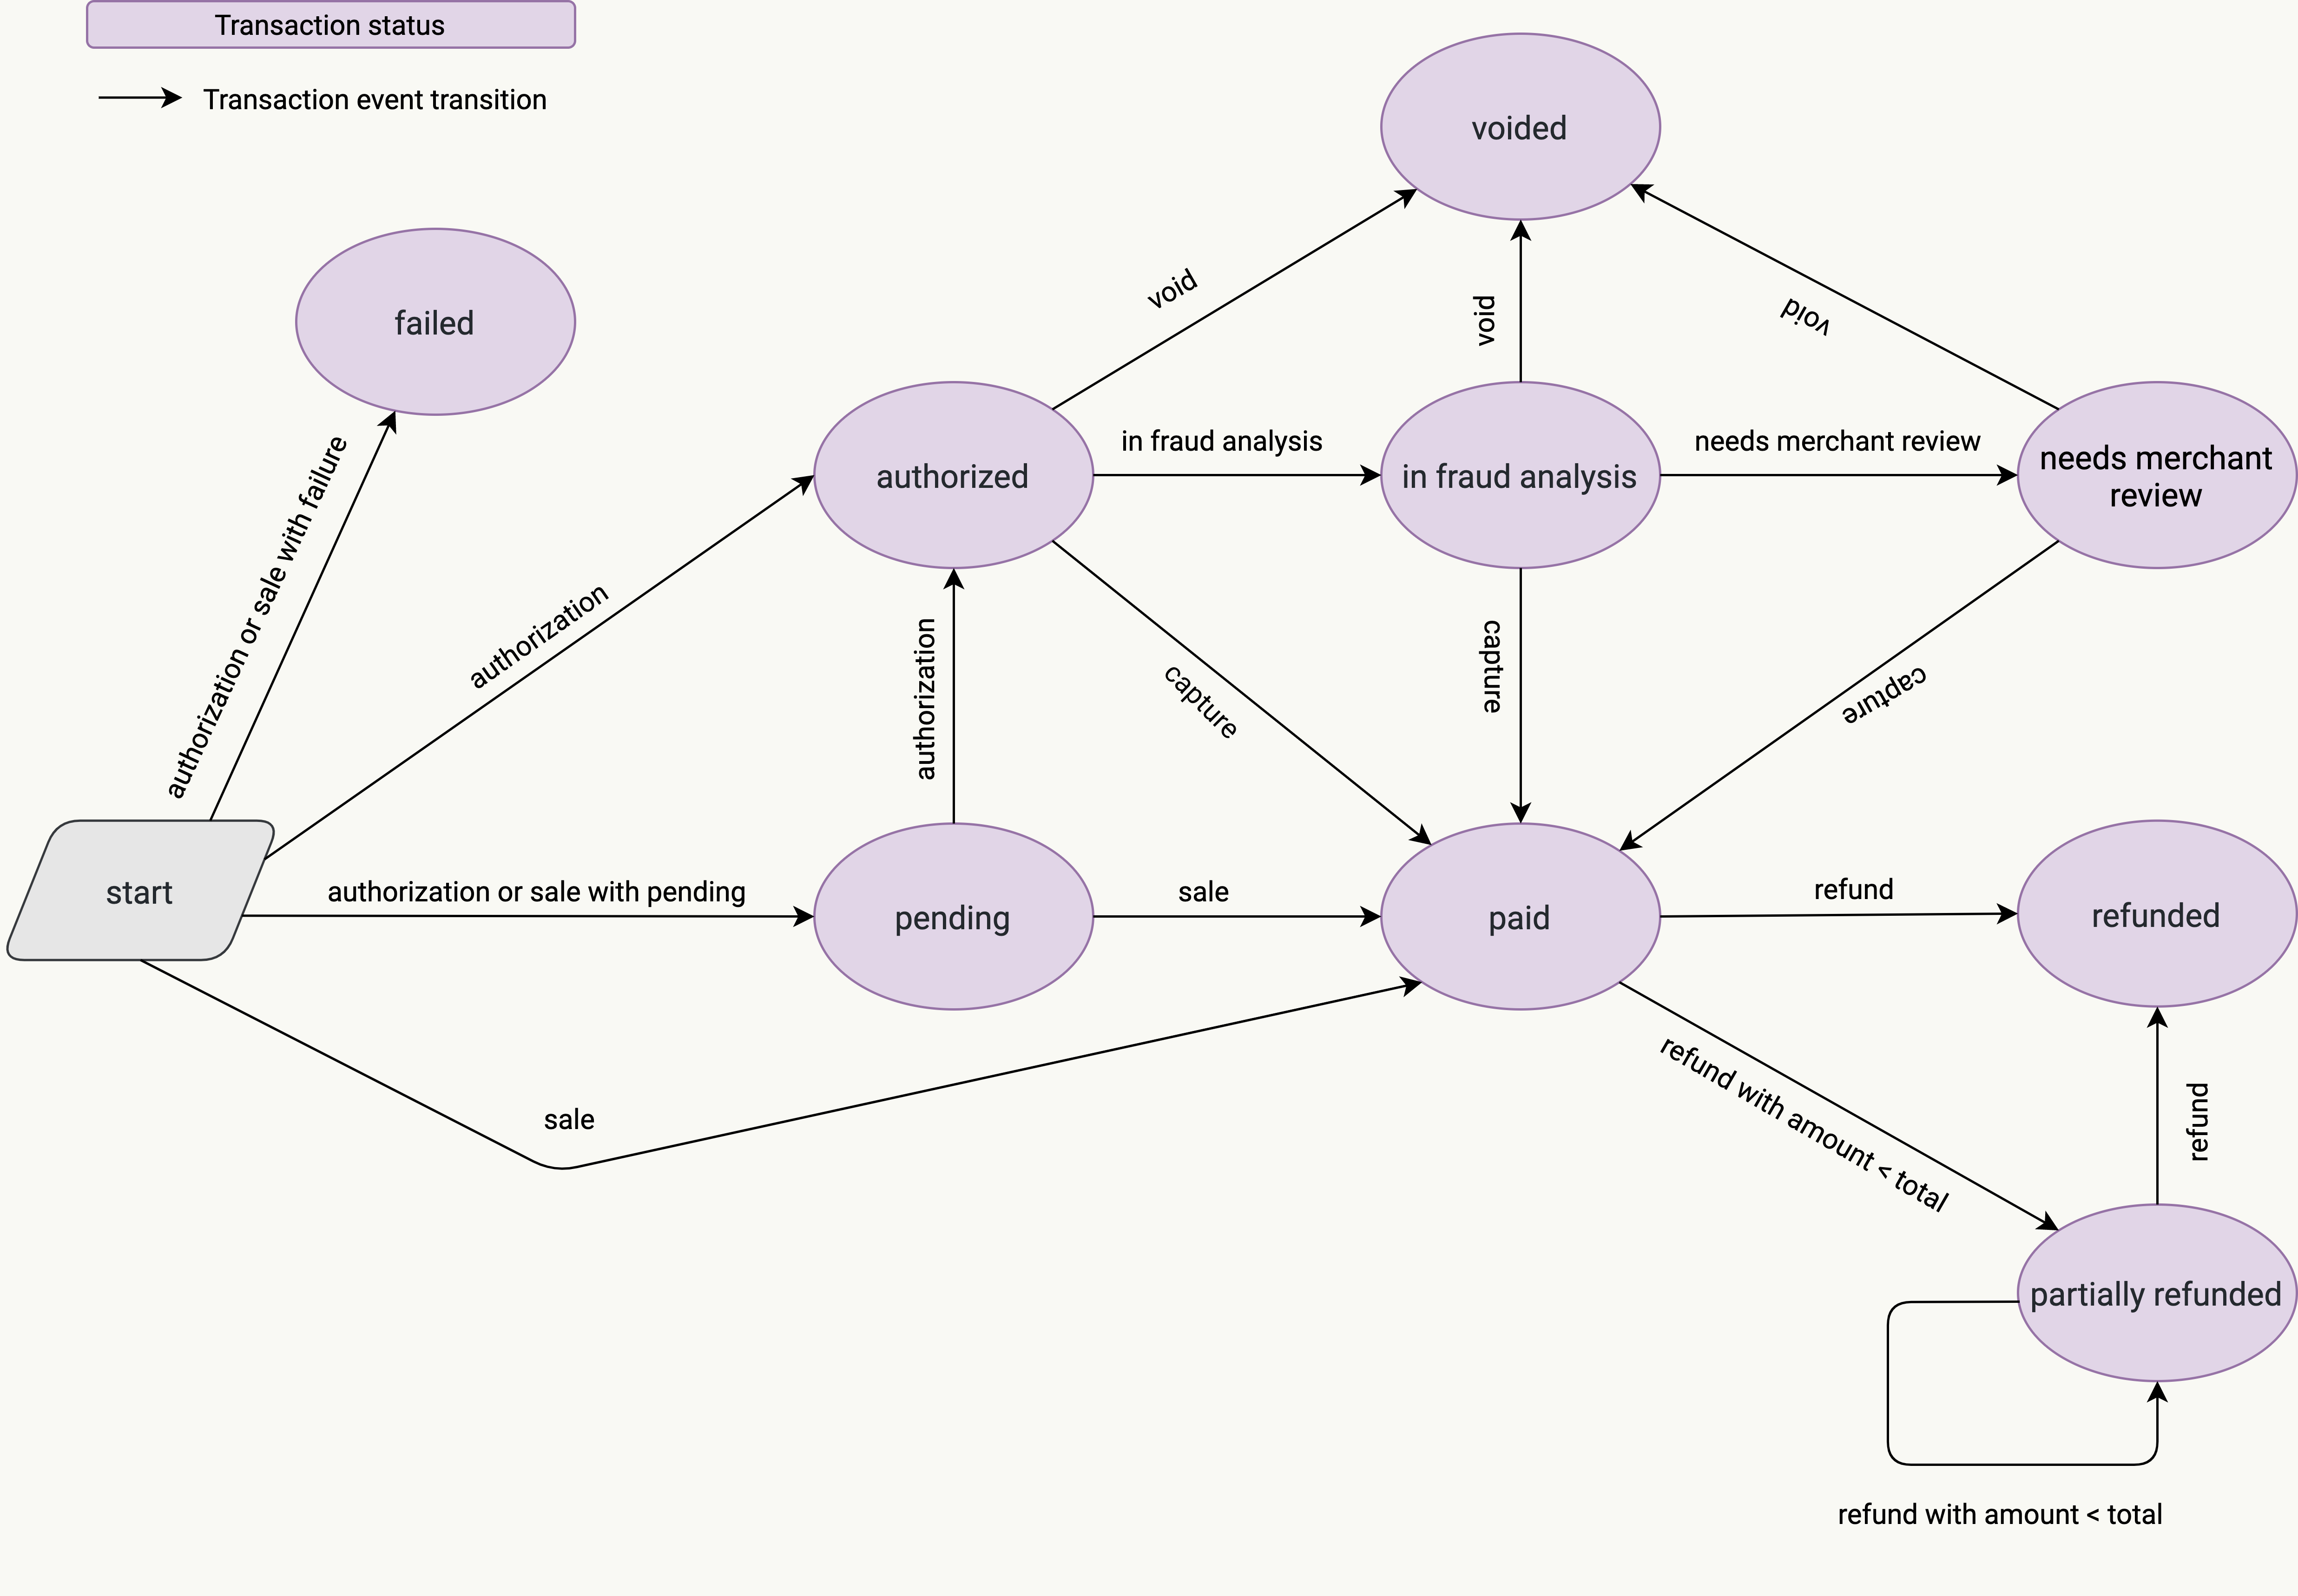 Transaction status
Transaction event transition
voided
failed
void
void
void
authorized
in fraud analysis
in fraud analysis
needs merchant review
needs merchant
review
authorization or sale with failure
authorization
authorization
capture
capture
capture
start
authorization or sale with pending
pending
sale
paid
refund
refunded
sale
refund with amount < total
refund
partially refunded
refund with amount < total